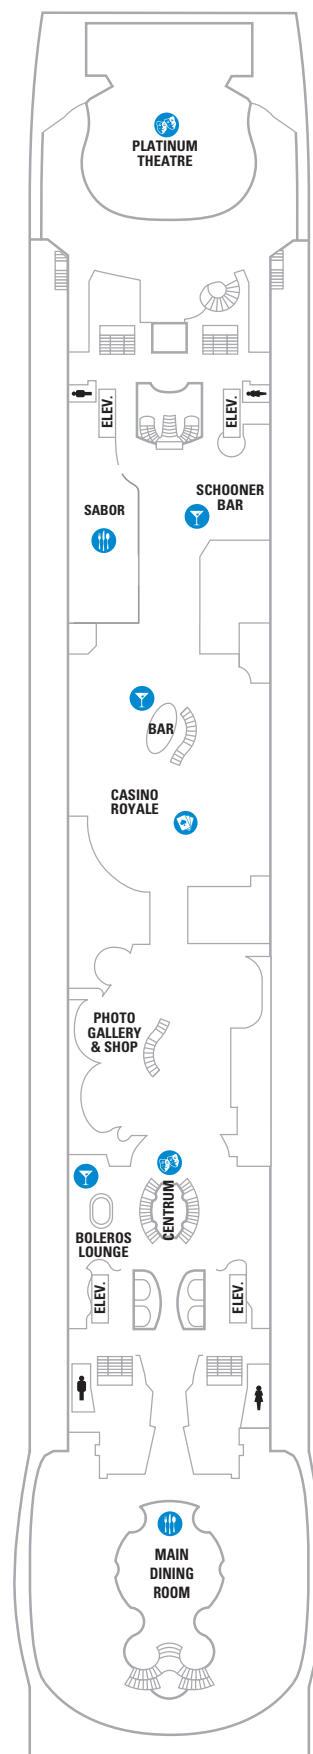 PLATINUM
THEATRE
ELEV.
ELEV.
SCHOONER
BAR
SABOR
BAR
CASINO
ROYALE
PHOTO
GALLERY
& SHOP
CENTRUM
BOLEROS
LOUNGE
ELEV.
ELEV.
MAIN
DINING
ROOM